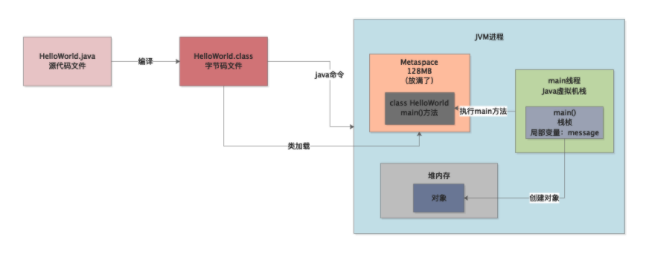 HelloWorld.java
源代码文件
编译
HelloWorld.class
字节码文件
java命令
类加载
JVM进程
Metaspace
128MB
(放满了)
class HelloWorld
main()方法
执行main方法
main线程
Java虚拟机栈
main()
栈帧
局部变量：message
堆内存
对象
创建对象